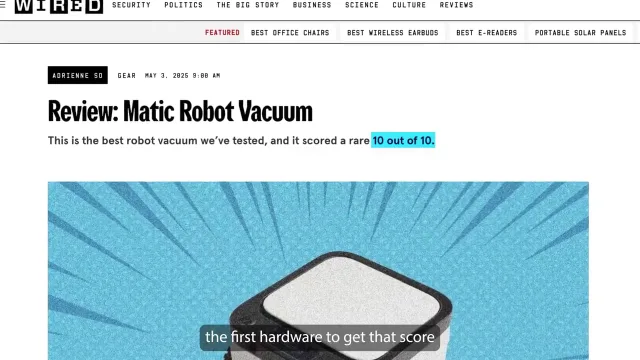 WIRED
SECURITY POLITICS THE BIG STORY BUSINESS SCIENCE CULTURE REVIEWS
FEATURED BEST OFFICE CHAIRS BEST WIRELESS EARBUDS BEST E-READERS PORTABLE SOLAR PANELS
ADRIENNE SO GEAR MAY 3, 2025 9:00 AM
Review: Matic Robot Vacuum
This is the best robot vacuum we've tested, and it scored a rare 10 out of 10.
the first hardware to get that score